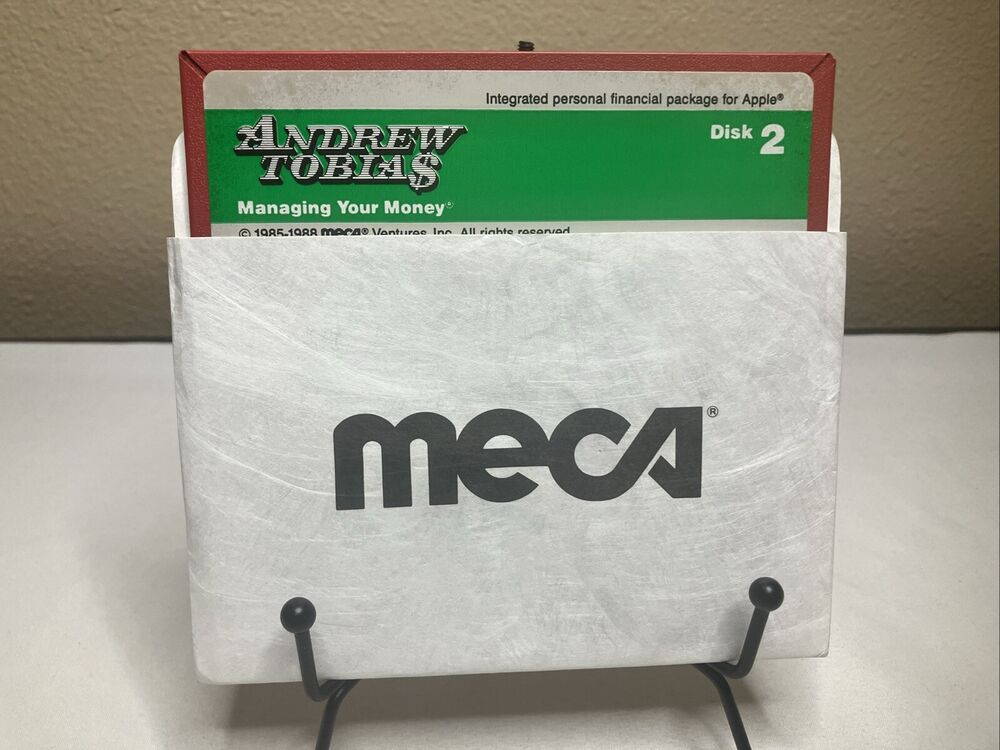 Integrated personal financial package for Apple®
Disk 2
ANDREW
TOBIA$
Managing Your Money®
© 1985-1988 meca® Ventures, Inc. All rights reserved.
meca®